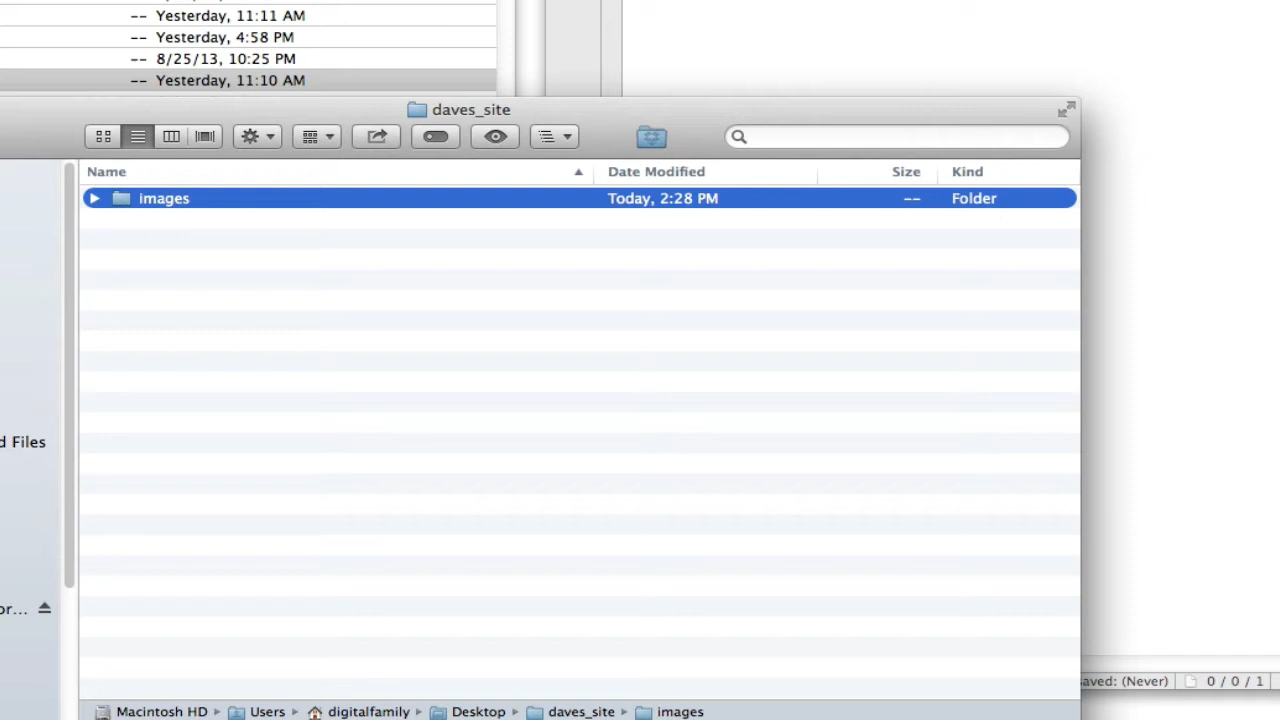 -- Yesterday, 11:11 AM
-- Yesterday, 4:58 PM
-- 8/25/13, 10:25 PM
-- Yesterday, 11:10 AM
daves_site
Name Date Modified Size Kind
images Today, 2:28 PM -- Folder
d Files
or...
aved: (Never) 0 / 0 / 1
Macintosh HD Users digitalfamily Desktop daves_site images